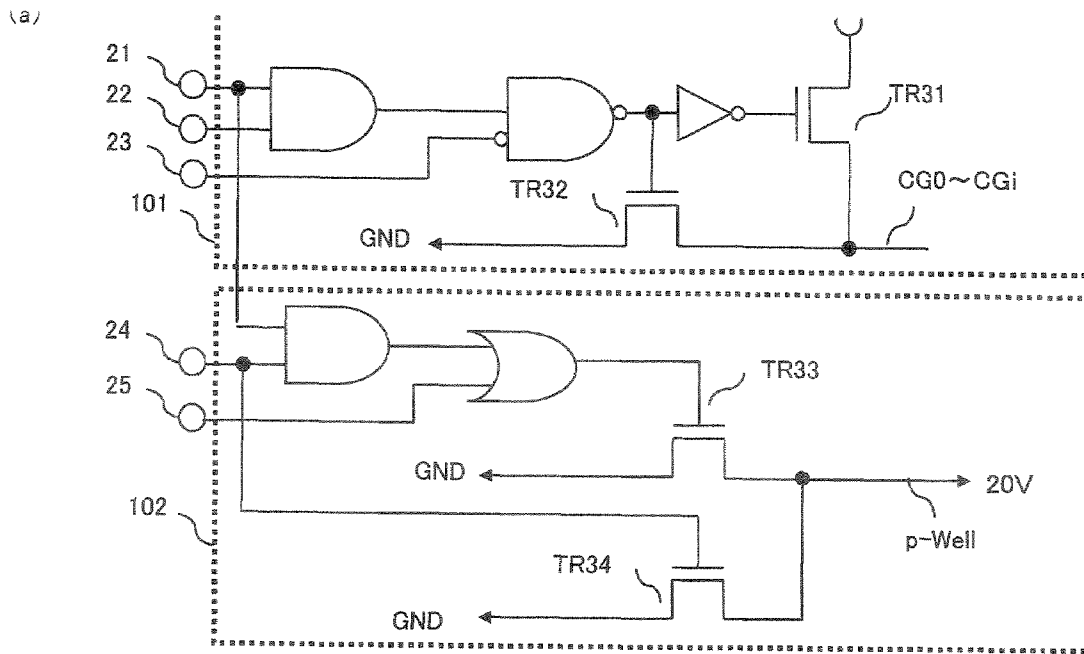 (a)
21
22
23
101
TR31
TR32
CG0～CGi
GND
24
25
102
TR33
GND
20V
p-Well
TR34
GND